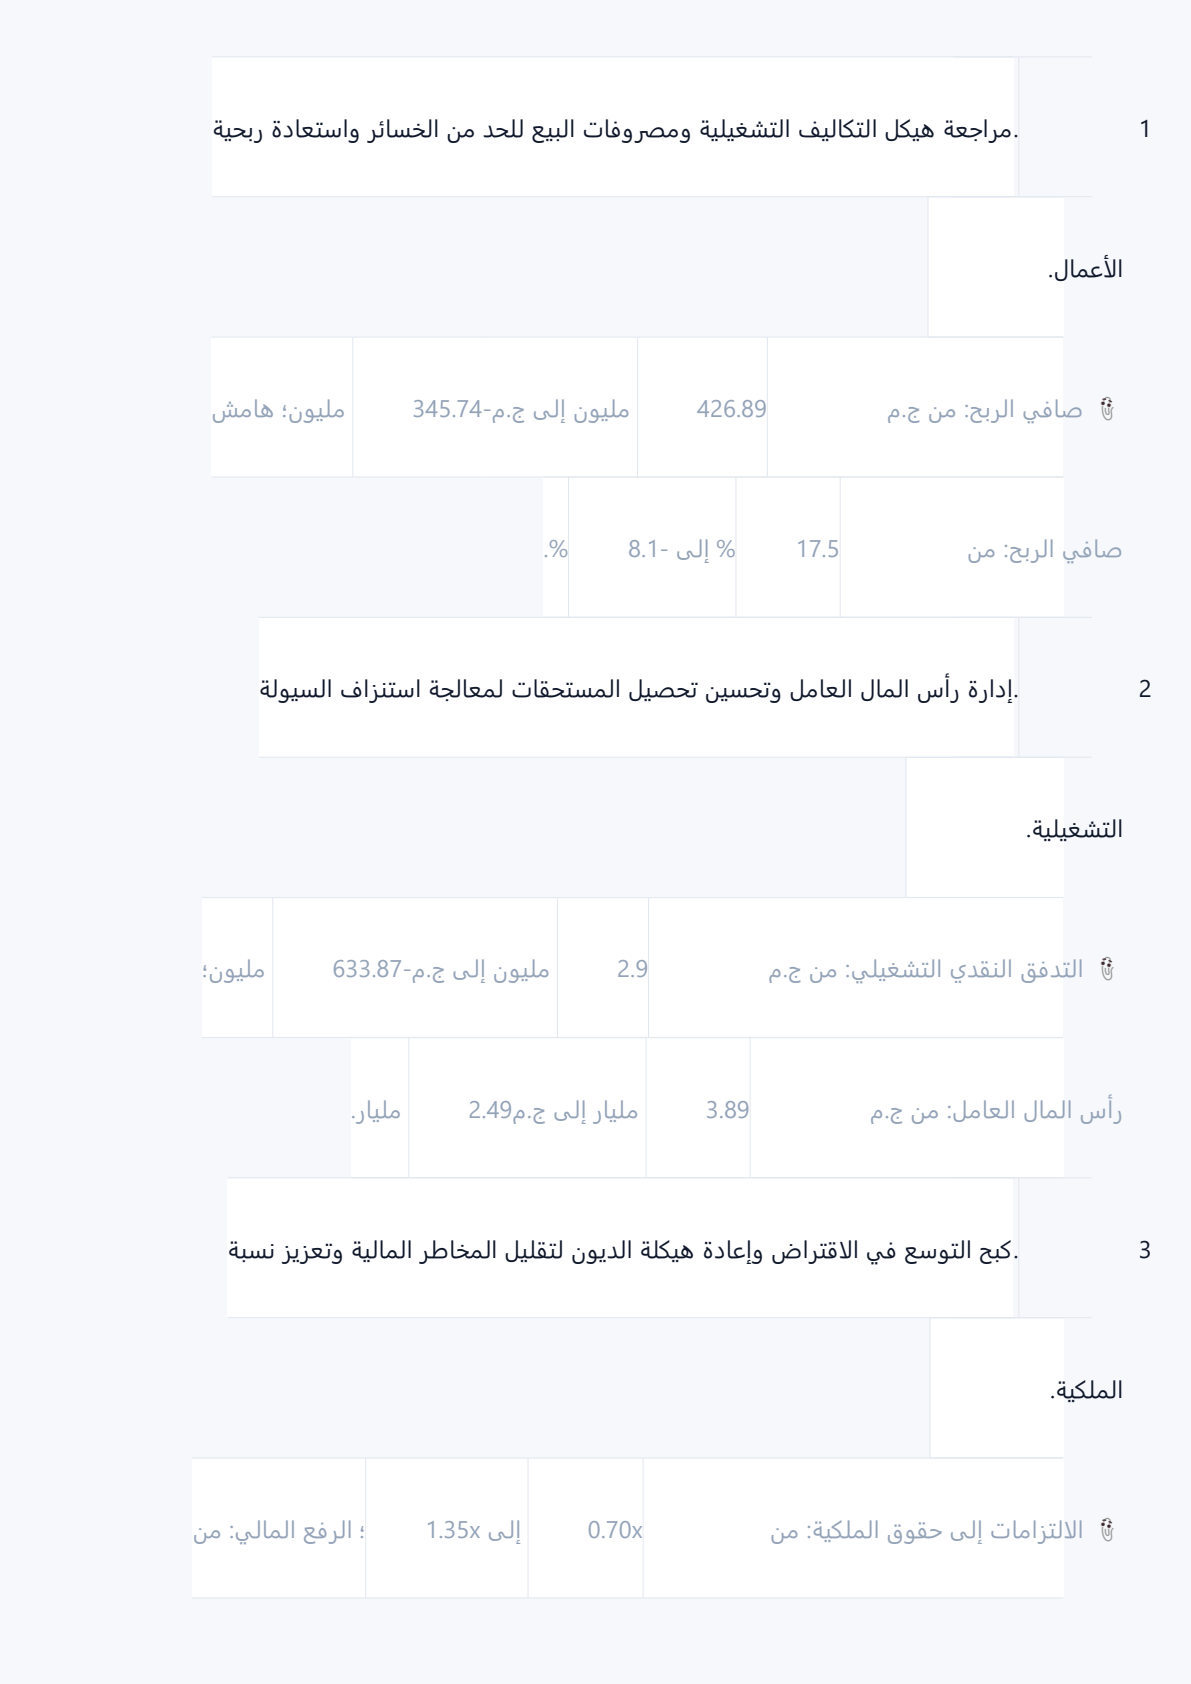 1 .مراجعة هيكل التكاليف التشغيلية ومصروفات البيع للحد من الخسائر واستعادة ربحية
الأعمال.
صافي الربح: من ج.م 426.89 مليون إلى ج.م-345.74 مليون؛ هامش
صافي الربح: من 17.5 % إلى -8.1 %.
2 .إدارة رأس المال العامل وتحسين تحصيل المستحقات لمعالجة استنزاف السيولة
التشغيلية.
التدفق النقدي التشغيلي: من ج.م 2.9 مليون إلى ج.م-633.87 مليون؛
رأس المال العامل: من ج.م 3.89 مليار إلى ج.م2.49 مليار.
3 .كبح التوسع في الاقتراض وإعادة هيكلة الديون لتقليل المخاطر المالية وتعزيز نسبة
الملكية.
الالتزامات إلى حقوق الملكية: من 0.70x إلى 1.35x ؛ الرفع المالي: من